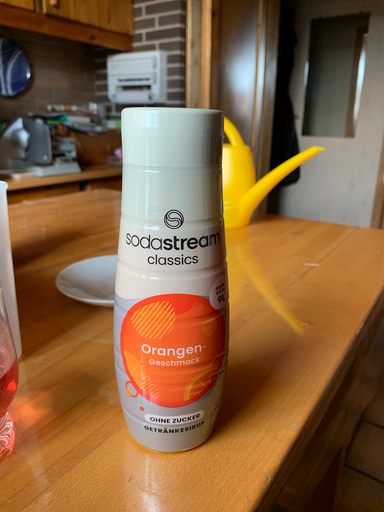 sodastream
classics
Orangen-
Geschmack
OHNE ZUCKER
GETRÄNKESIRUP